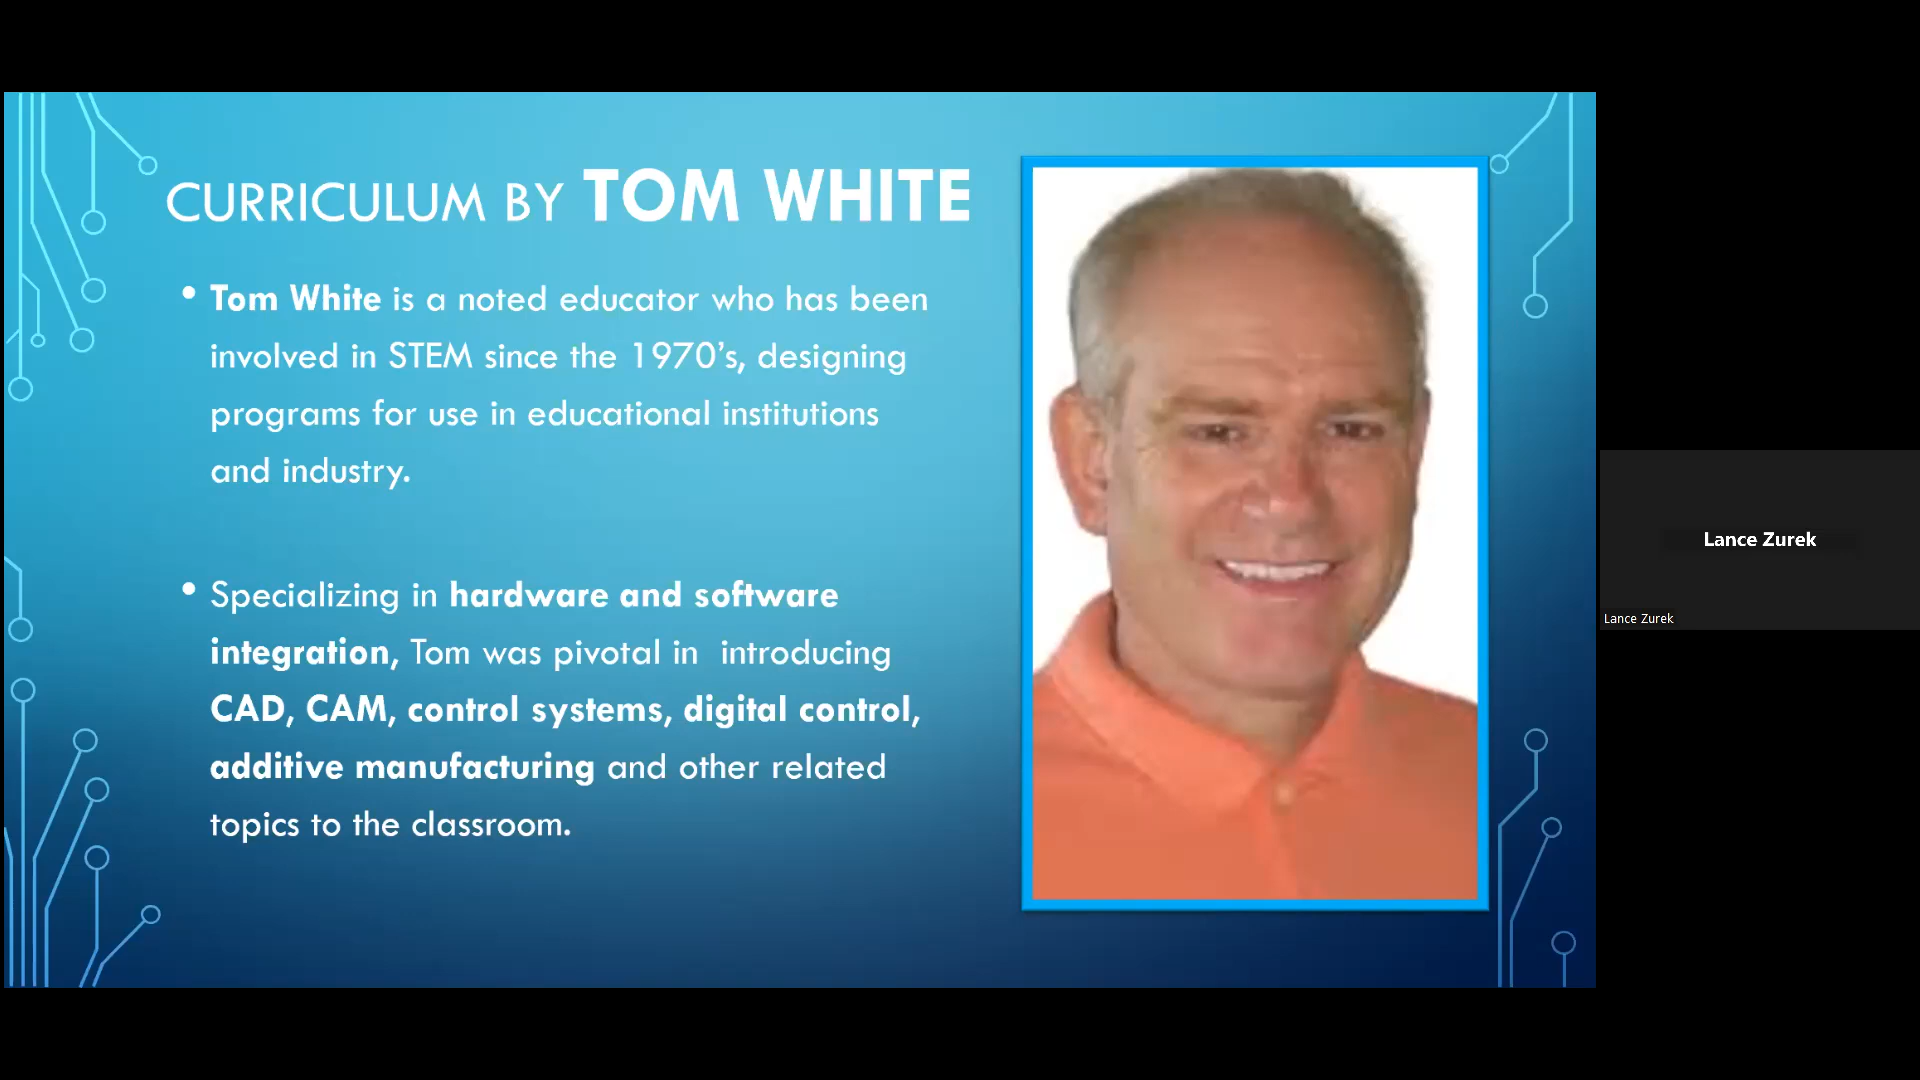 CURRICULUM BY TOM WHITE
• Tom White is a noted educator who has been
involved in STEM since the 1970’s, designing
programs for use in educational institutions
and industry.
• Specializing in hardware and software
integration, Tom was pivotal in  introducing
CAD, CAM, control systems, digital control,
additive manufacturing and other related
topics to the classroom.
Lance Zurek
Lance Zurek